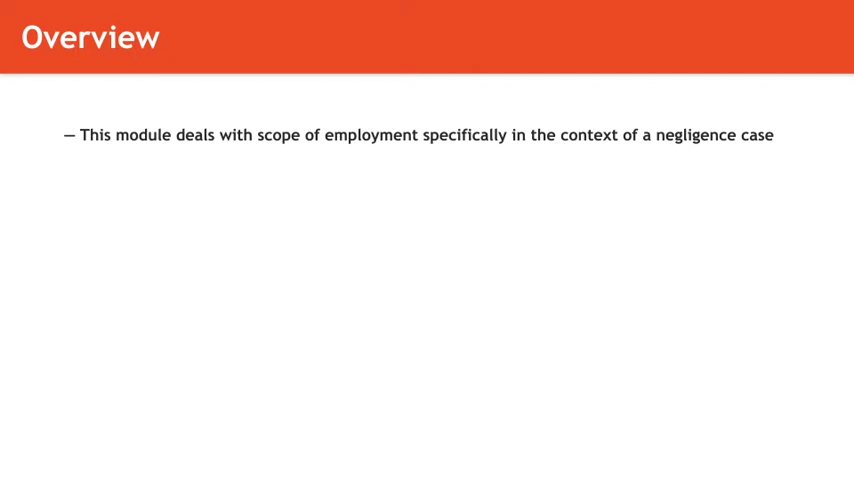 Overview
— This module deals with scope of employment specifically in the context of a negligence case